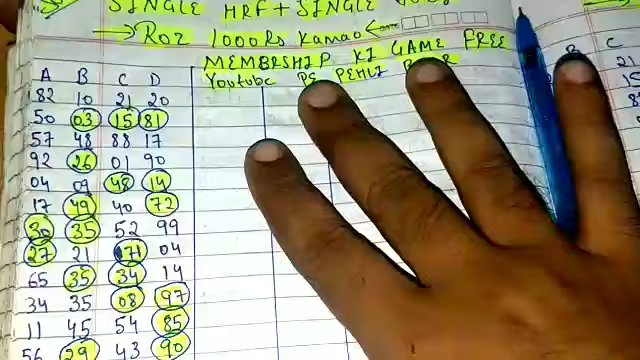 SINGLE HRF + SINGLE
→ Roz 1000Rs Kamao ←
MEMBRSHIP KI GAME FREE
Youtube PE PEHLI
A B C D
82 10 21 20
50 03 15 81
57 48 88 17
92 26 01 90
04 09 48 14
17 49 40 72
30 35 52 99
27 21 71 04
65 35 34 14
34 35 08 97
11 45 54 85
56 29 43 90
B C
21